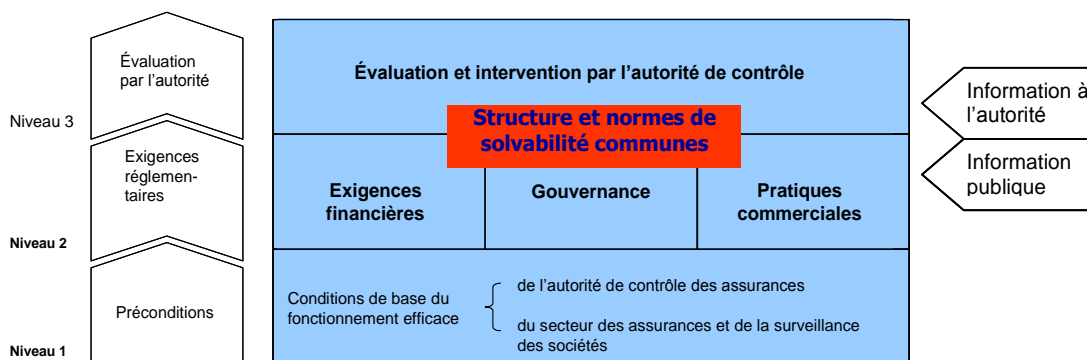 Évaluation
par l'autorité
Niveau 3
Exigences
réglemen-
taires
Niveau 2
Préconditions
Niveau 1
Évaluation et intervention par l'autorité de contrôle
Structure et normes de
solvabilité communes
Exigences
financières
Gouvernance
Pratiques
commerciales
Conditions de base du
fonctionnement efficace
de l'autorité de contrôle des assurances
du secteur des assurances et de la surveillance
des sociétés
Information à
l'autorité
Information
publique